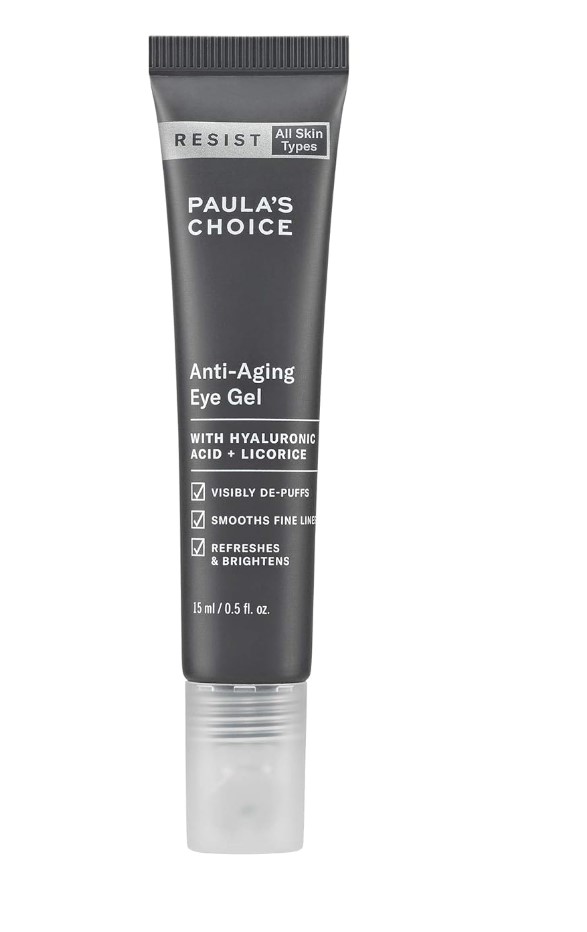 RESIST All Skin Types
PAULA'S
CHOICE
Anti-Aging
Eye Gel
WITH HYALURONIC
ACID + LICORICE
VISIBLY DE-PUFFS
SMOOTHS FINE LINES
REFRESHES
& BRIGHTENS
15 ml / 0.5 fl. oz.